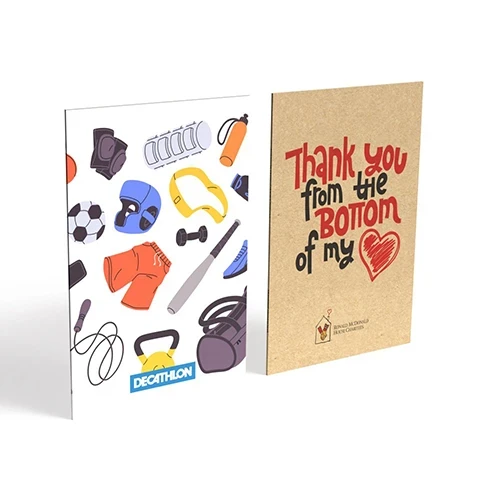 DECATHLON
Thank you
from the
BOTTOM
of my
RONALD MCDONALD
HOUSE CHARITIES